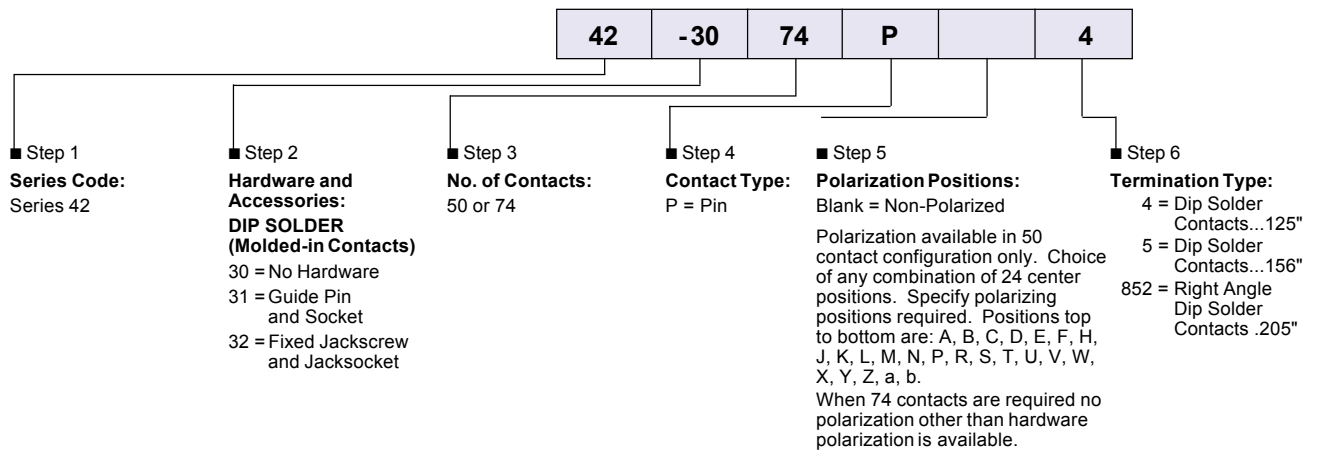 42 -30 74 P 4
■ Step 1
Series Code:
Series 42
■ Step 2
Hardware and
Accessories:
DIP SOLDER
(Molded-in Contacts)
30 = No Hardware
31 = Guide Pin
and Socket
32 = Fixed Jackscrew
and Jacksocket
■ Step 3
No. of Contacts:
50 or 74
■ Step 4
Contact Type:
P = Pin
■ Step 5
Polarization Positions:
Blank = Non-Polarized
Polarization available in 50
contact configuration only. Choice
of any combination of 24 center
positions. Specify polarizing
positions required. Positions top
to bottom are: A, B, C, D, E, F, H,
J, K, L, M, N, P, R, S, T, U, V, W,
X, Y, Z, a, b.
When 74 contacts are required no
polarization other than hardware
polarization is available.
■ Step 6
Termination Type:
4 = Dip Solder
Contacts...125"
5 = Dip Solder
Contacts...156"
852 = Right Angle
Dip Solder
Contacts .205"